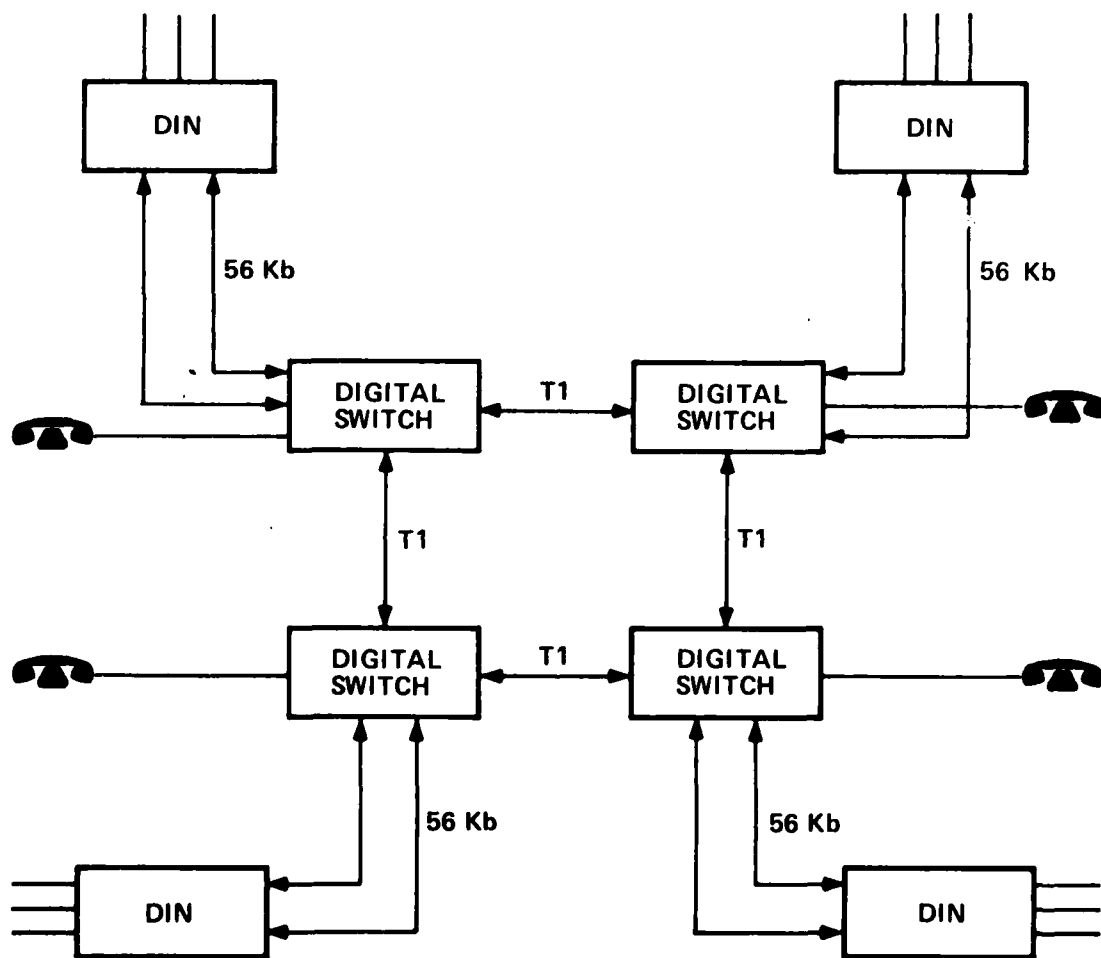 DIN
DIN
56 Kb
56 Kb
DIGITAL
SWITCH
T1
DIGITAL
SWITCH
T1
T1
DIGITAL
SWITCH
T1
DIGITAL
SWITCH
56 Kb
56 Kb
DIN
DIN